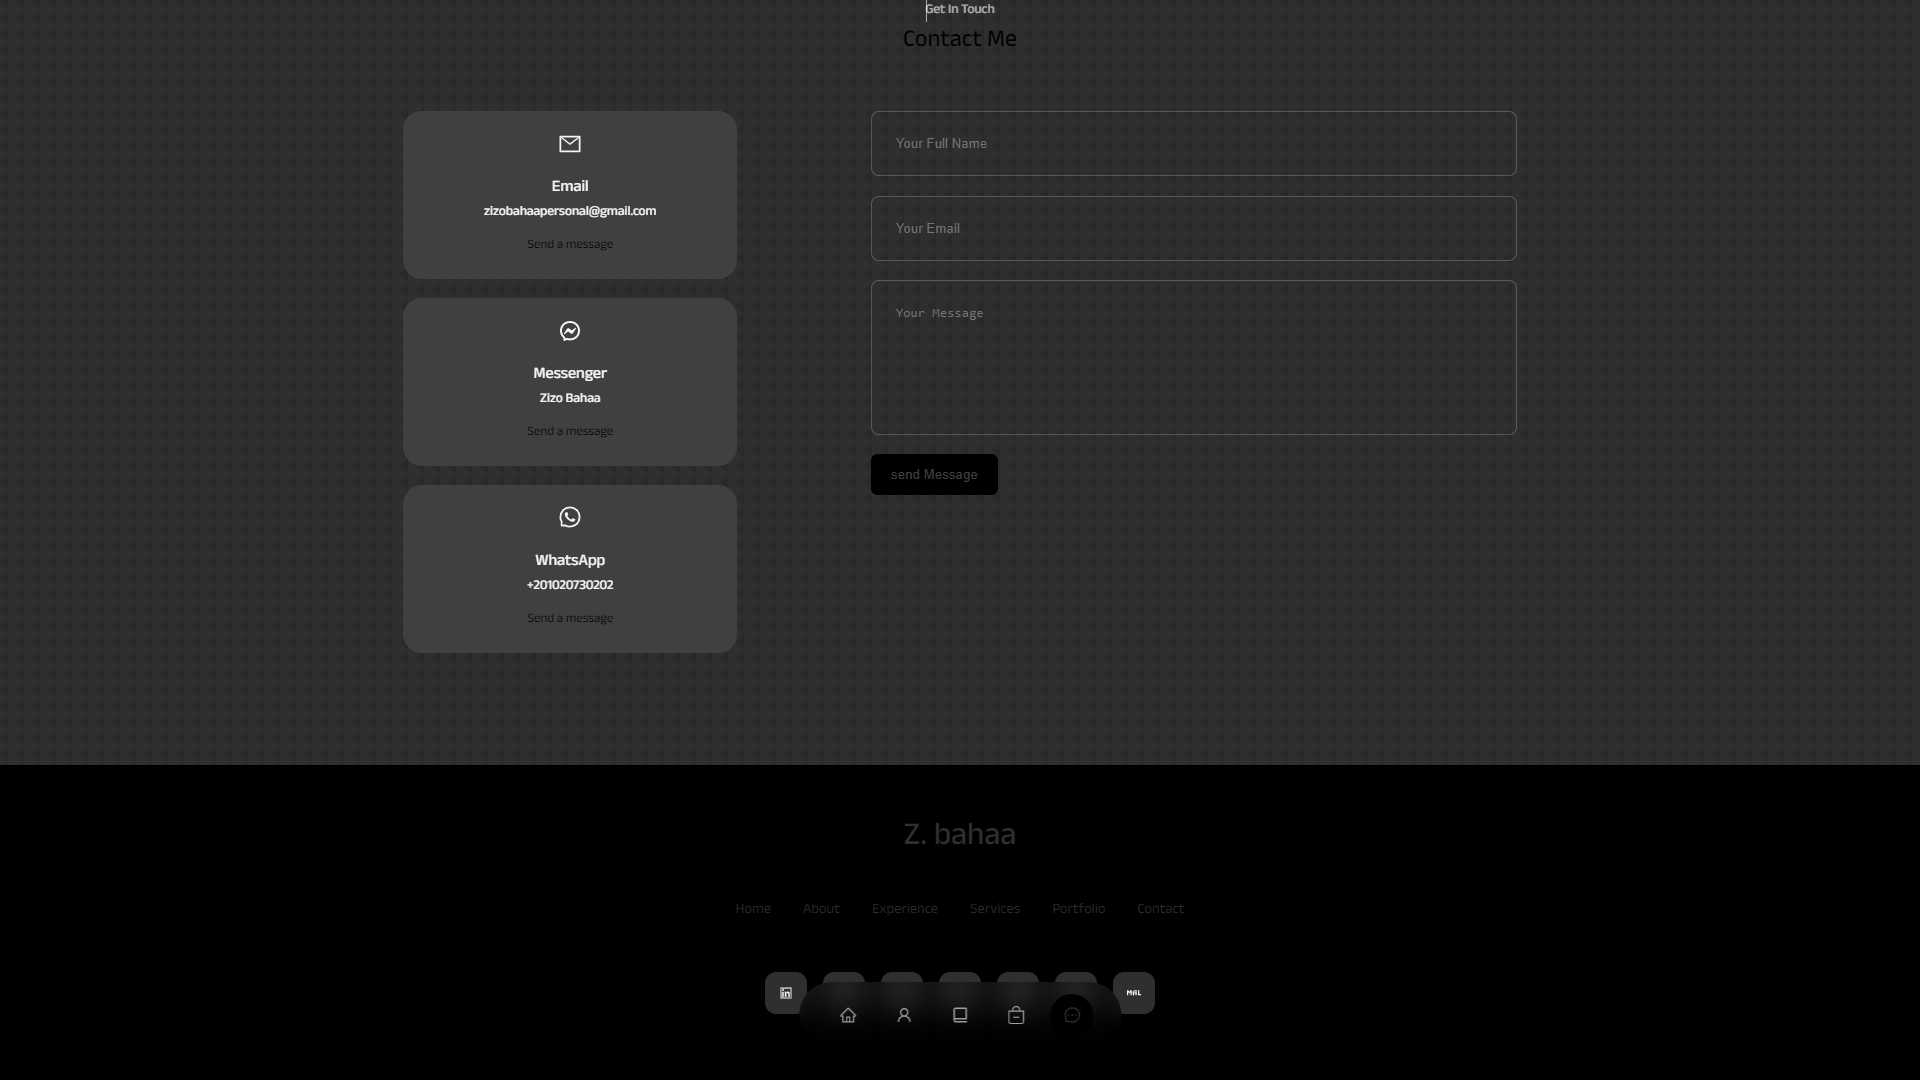 Get In Touch
Contact Me
Email
zizobahaapersonal@gmail.com
Send a message
Messenger
Zizo Bahaa
Send a message
WhatsApp
+201020730202
Send a message
Your Full Name
Your Email
Your Message
send Message
Z. bahaa
Home About Experience Services Portfolio Contact
in MAL